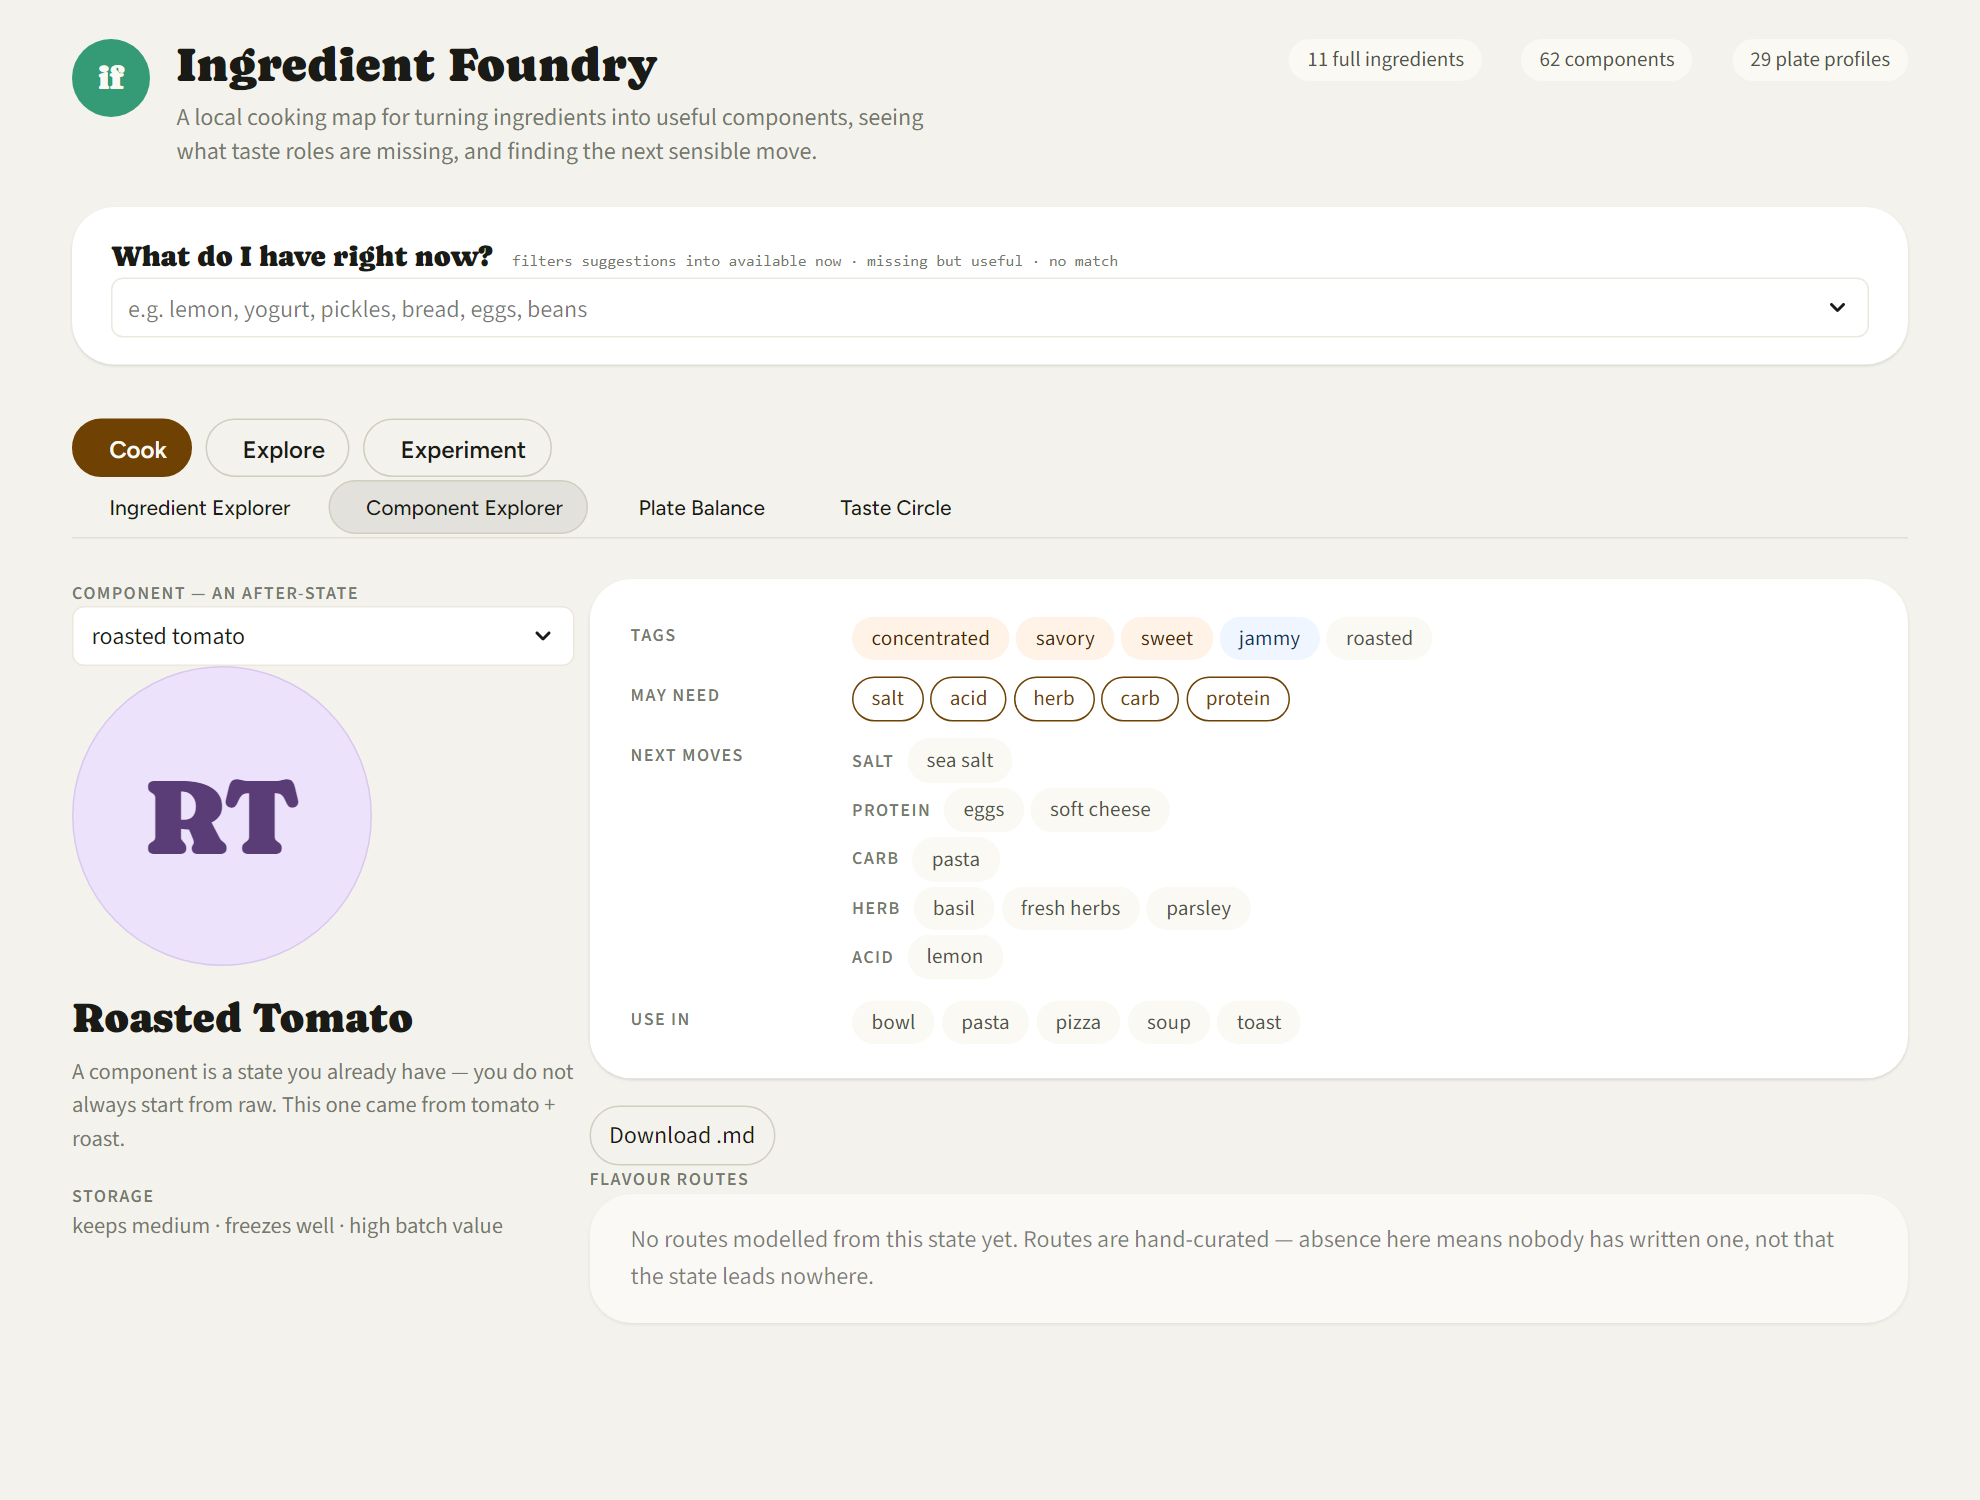 if
Ingredient Foundry
A local cooking map for turning ingredients into useful components, seeing
what taste roles are missing, and finding the next sensible move.
11 full ingredients
62 components
29 plate profiles
What do I have right now? filters suggestions into available now · missing but useful · no match
e.g. lemon, yogurt, pickles, bread, eggs, beans
Cook Explore Experiment
Ingredient Explorer Component Explorer Plate Balance Taste Circle
COMPONENT — AN AFTER-STATE
roasted tomato
RT
Roasted Tomato
A component is a state you already have — you do not
always start from raw. This one came from tomato +
roast.
STORAGE
keeps medium · freezes well · high batch value
TAGS concentrated savory sweet jammy roasted
MAY NEED salt acid herb carb protein
NEXT MOVES SALT sea salt
PROTEIN eggs soft cheese
CARB pasta
HERB basil fresh herbs parsley
ACID lemon
USE IN bowl pasta pizza soup toast
Download .md
FLAVOUR ROUTES
No routes modelled from this state yet. Routes are hand-curated — absence here means nobody has written one, not that
the state leads nowhere.